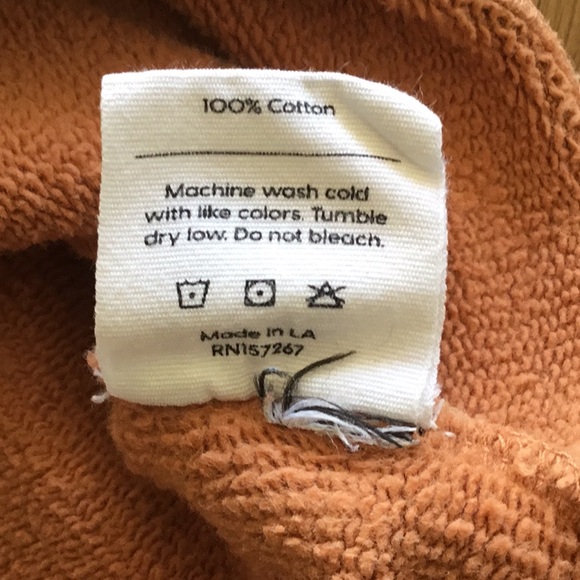 100% Cotton
Machine wash cold
with like colors. Tumble
dry low. Do not bleach.
Made in LA
RN157267